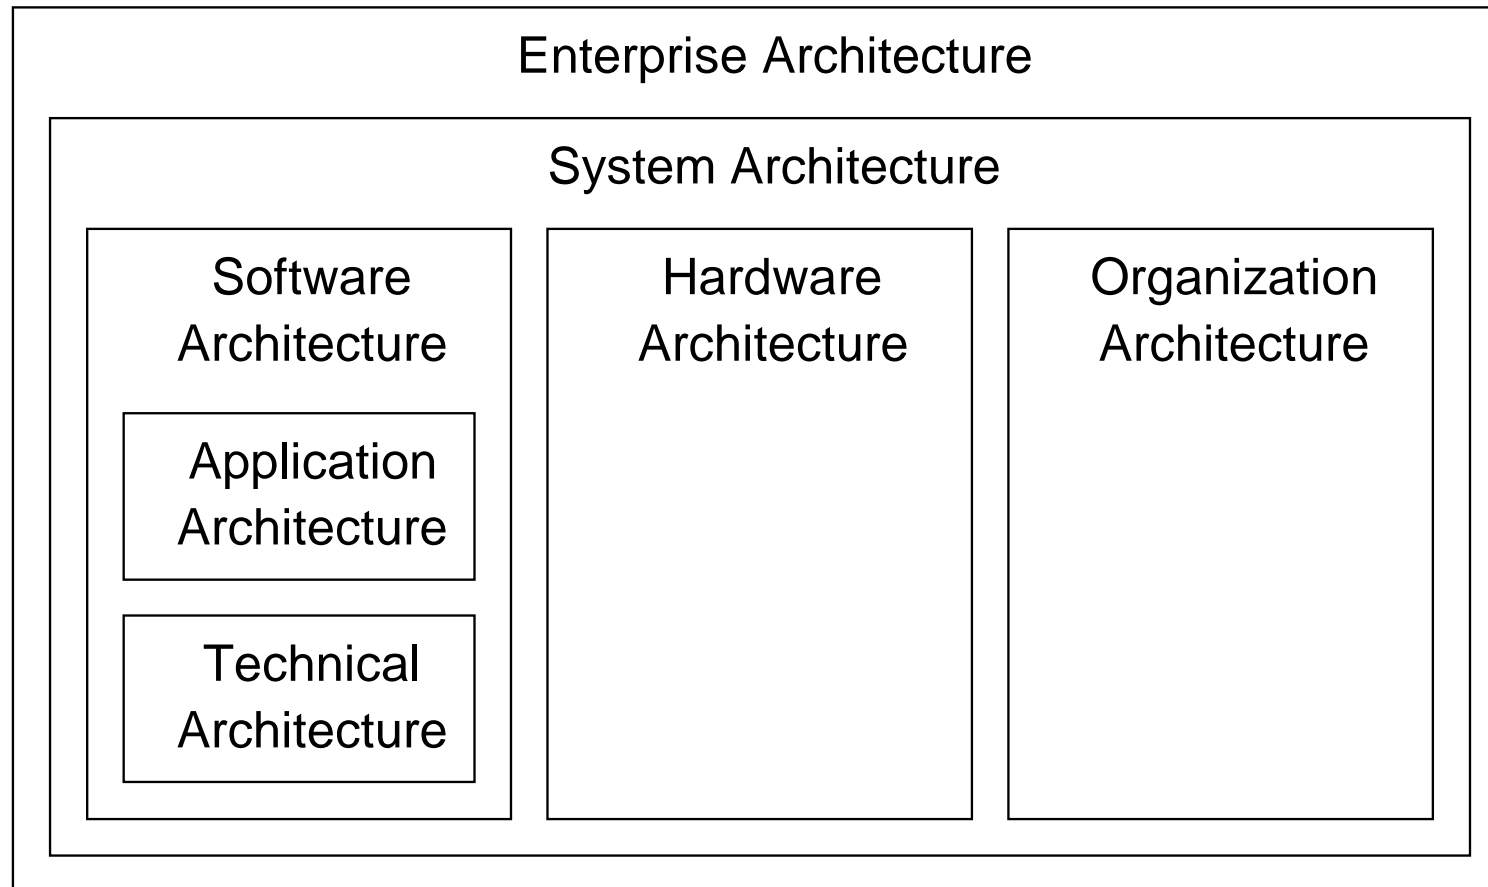 Enterprise Architecture
System Architecture
Software
Architecture
Application
Architecture
Technical
Architecture
Hardware
Architecture
Organization
Architecture